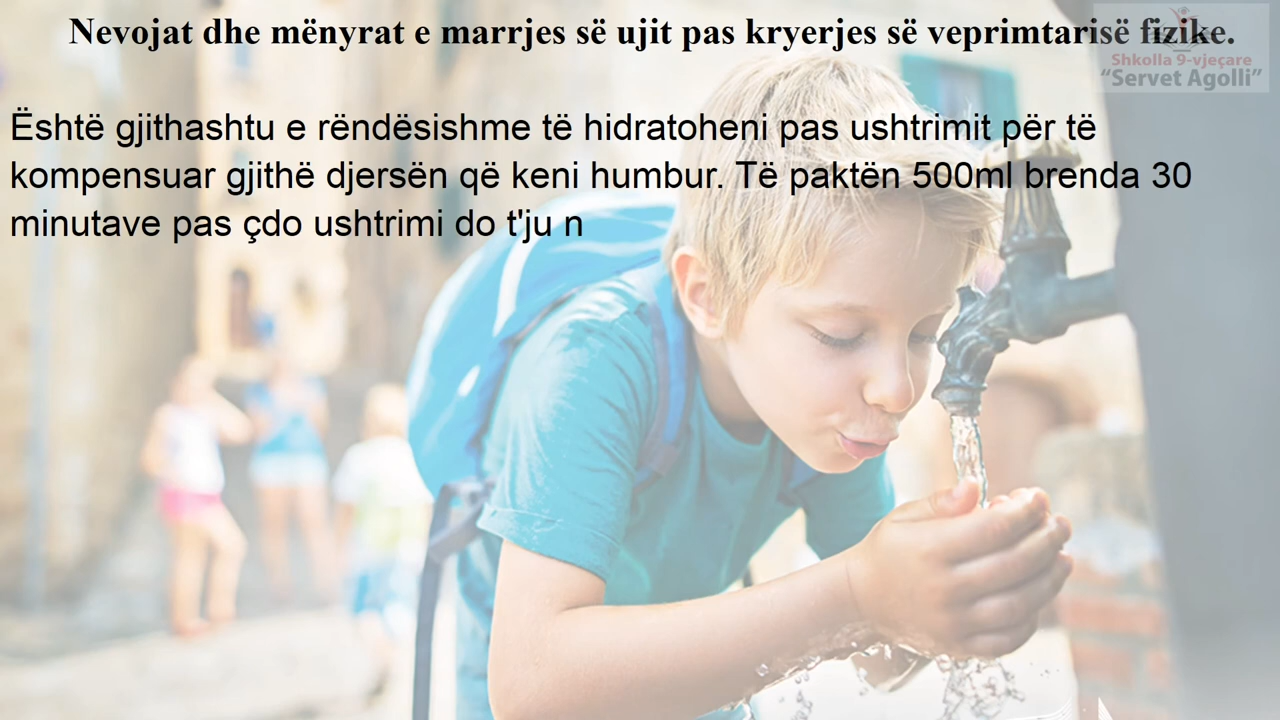 Nevojat dhe mënyrat e marrjes së ujit pas kryerjes së veprimtarisë fizike.
Shkolla 9-vjeçare
“Servet Agolli”
Është gjithashtu e rëndësishme të hidratoheni pas ushtrimit për të
kompensuar gjithë djersën që keni humbur. Të paktën 500ml brenda 30
minutave pas çdo ushtrimi do t'ju n